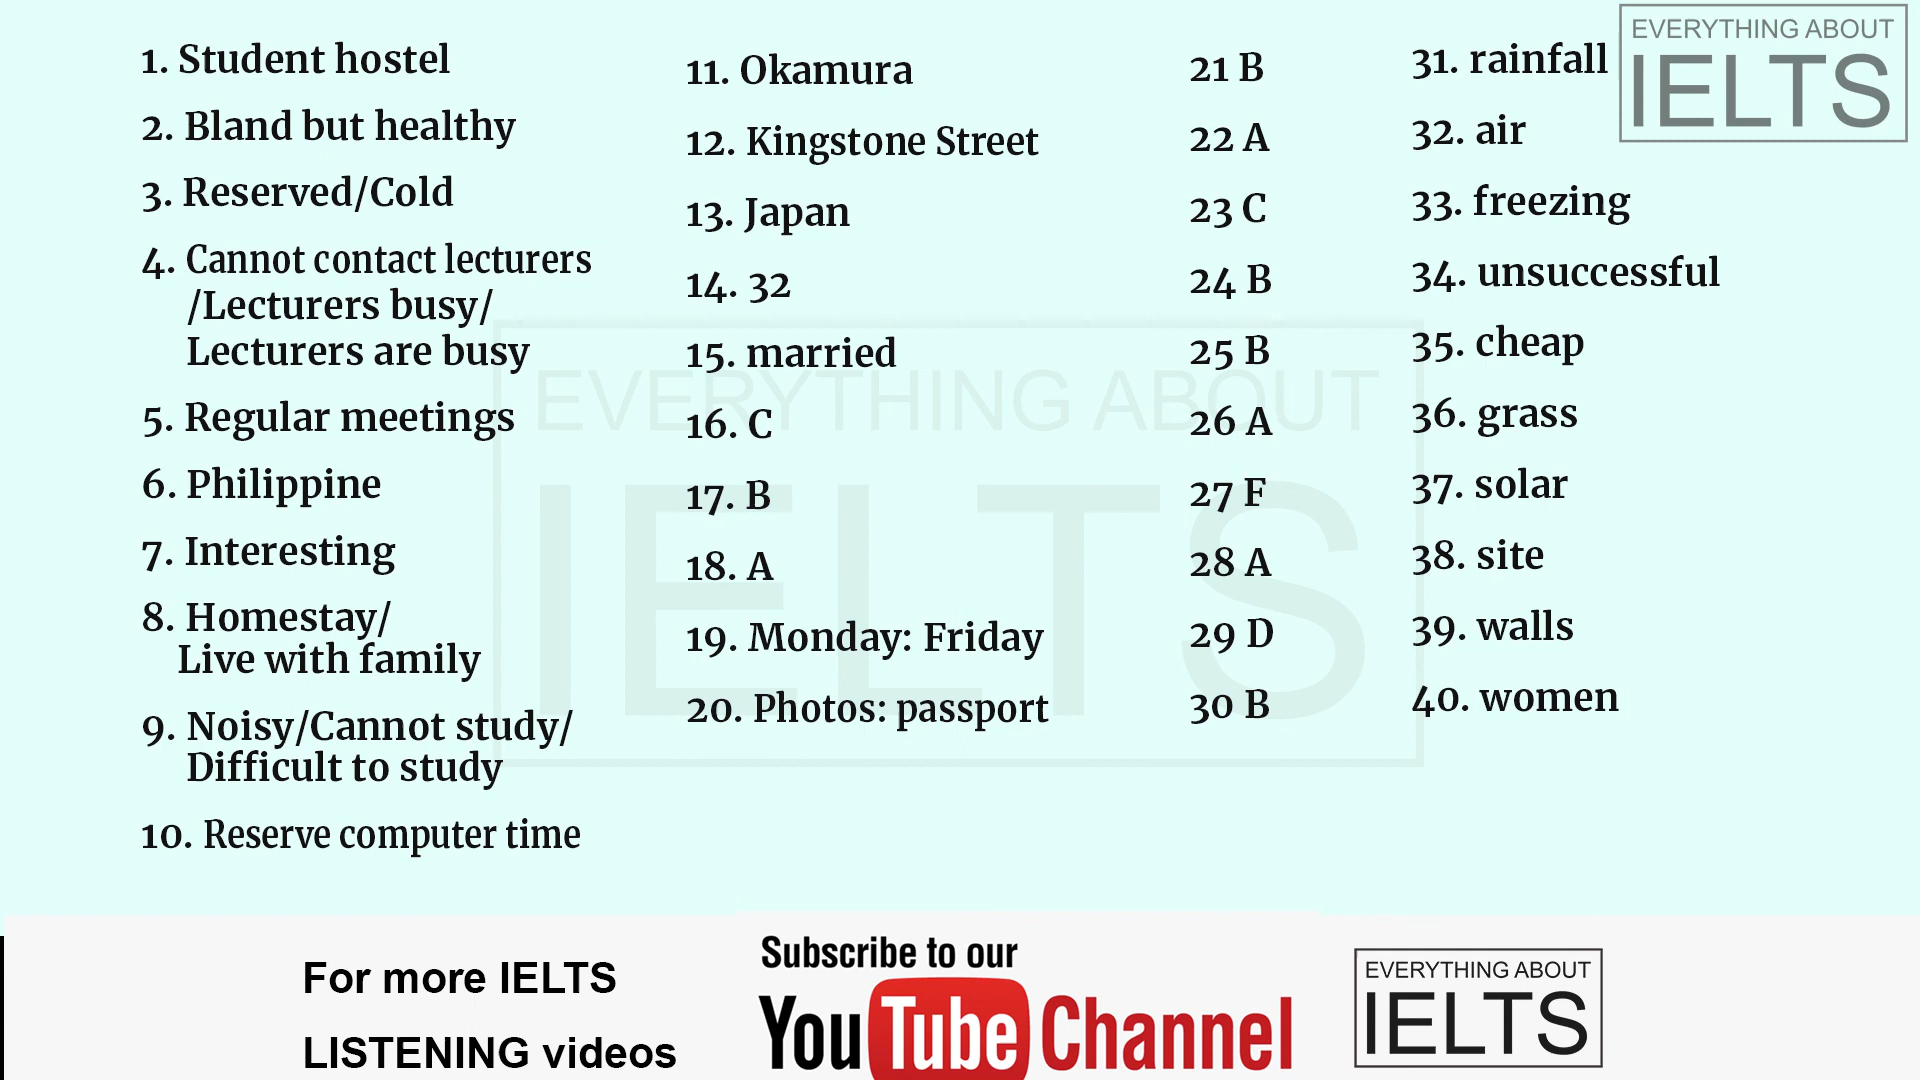 1. Student hostel
2. Bland but healthy
3. Reserved/Cold
4. Cannot contact lecturers
/Lecturers busy/
Lecturers are busy
5. Regular meetings
6. Philippine
7. Interesting
8. Homestay/
Live with family
9. Noisy/Cannot study/
Difficult to study
10. Reserve computer time
11. Okamura
12. Kingstone Street
13. Japan
14. 32
15. married
16. C
17. B
18. A
19. Monday: Friday
20. Photos: passport
21 B
22 A
23 C
24 B
25 B
26 A
27 F
28 A
29 D
30 B
31. rainfall
32. air
33. freezing
34. unsuccessful
35. cheap
36. grass
37. solar
38. site
39. walls
40. women
EVERYTHING ABOUT
IELTS
EVERYTHING ABOUT
IELTS
For more IELTS
LISTENING videos
Subscribe to our
YouTube Channel
EVERYTHING ABOUT
IELTS